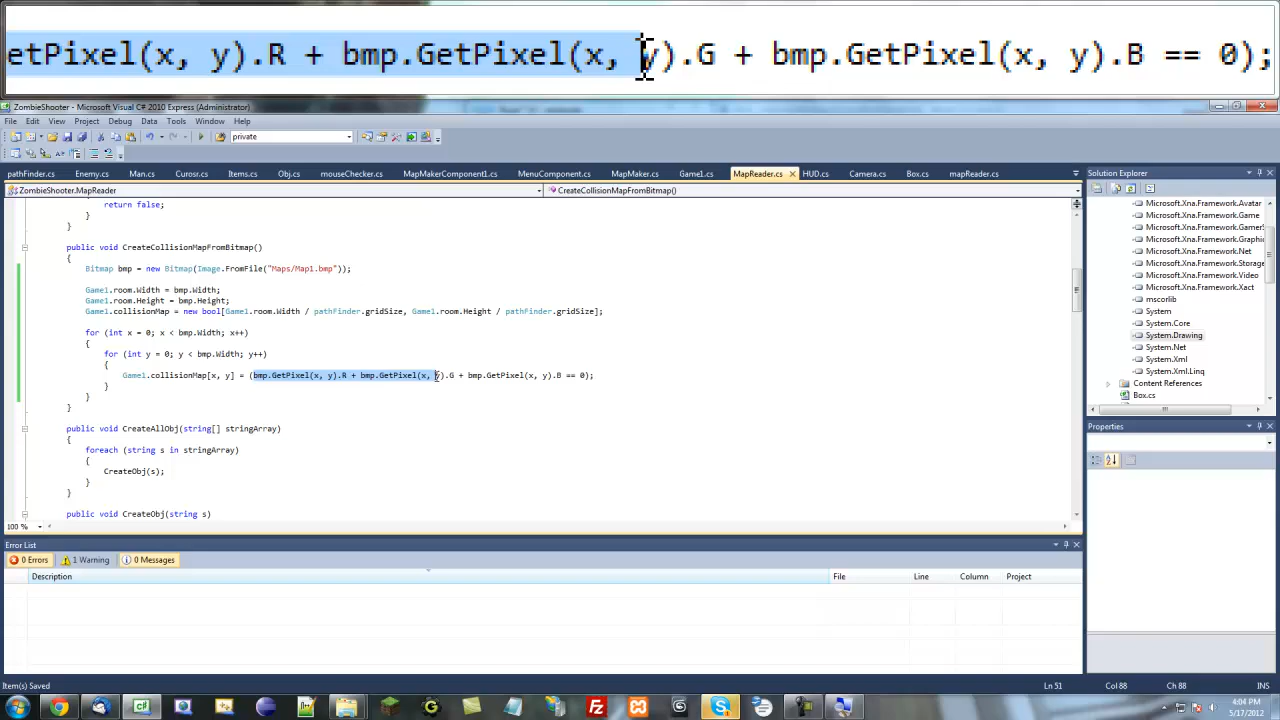 etPixel(x, y).R + bmp.GetPixel(x, y).G + bmp.GetPixel(x, y).B == 0);
ZombieShooter - Microsoft Visual C# 2010 Express (Administrator)
File Edit View Project Debug Data Tools Window Help
private
pathFinder.cs Enemy.cs Man.cs Curosr.cs Items.cs Obj.cs mouseChecker.cs MapMakerComponent1.cs MenuComponent.cs MapMaker.cs Game1.cs MapReader.cs HUD.cs Camera.cs Box.cs mapReader.cs
Solution Explorer
ZombieShooter.MapReader
CreateCollisionMapFromBitmap()
Microsoft.Xna.Framework.Avatar
Microsoft.Xna.Framework.Game
Microsoft.Xna.Framework.GamerS
Microsoft.Xna.Framework.Graphic
Microsoft.Xna.Framework.Net
Microsoft.Xna.Framework.Storage
Microsoft.Xna.Framework.Video
Microsoft.Xna.Framework.Xact
mscorlib
System
System.Core
System.Drawing
System.Net
System.Xml
System.Xml.Linq
Content References
Box.cs
return false;
}
}
public void CreateCollisionMapFromBitmap()
{
Bitmap bmp = new Bitmap(Image.FromFile("Maps/Map1.bmp"));
Game1.room.Width = bmp.Width;
Game1.room.Height = bmp.Height;
Game1.collisionMap = new bool[Game1.room.Width / pathFinder.gridSize, Game1.room.Height / pathFinder.gridSize];
for (int x = 0; x < bmp.Width; x++)
{
for (int y = 0; y < bmp.Width; y++)
{
Game1.collisionMap[x, y] = (bmp.GetPixel(x, y).R + bmp.GetPixel(x, y).G + bmp.GetPixel(x, y).B == 0);
}
}
}
public void CreateAllObj(string[] stringArray)
{
foreach (string s in stringArray)
{
CreateObj(s);
}
}
public void CreateObj(string s)
100 %
Properties
Error List
0 Errors 1 Warning 0 Messages
Description File Line Column Project
Item(s) Saved Ln 51 Col 88 Ch 88 INS
4:04 PM
5/17/2012